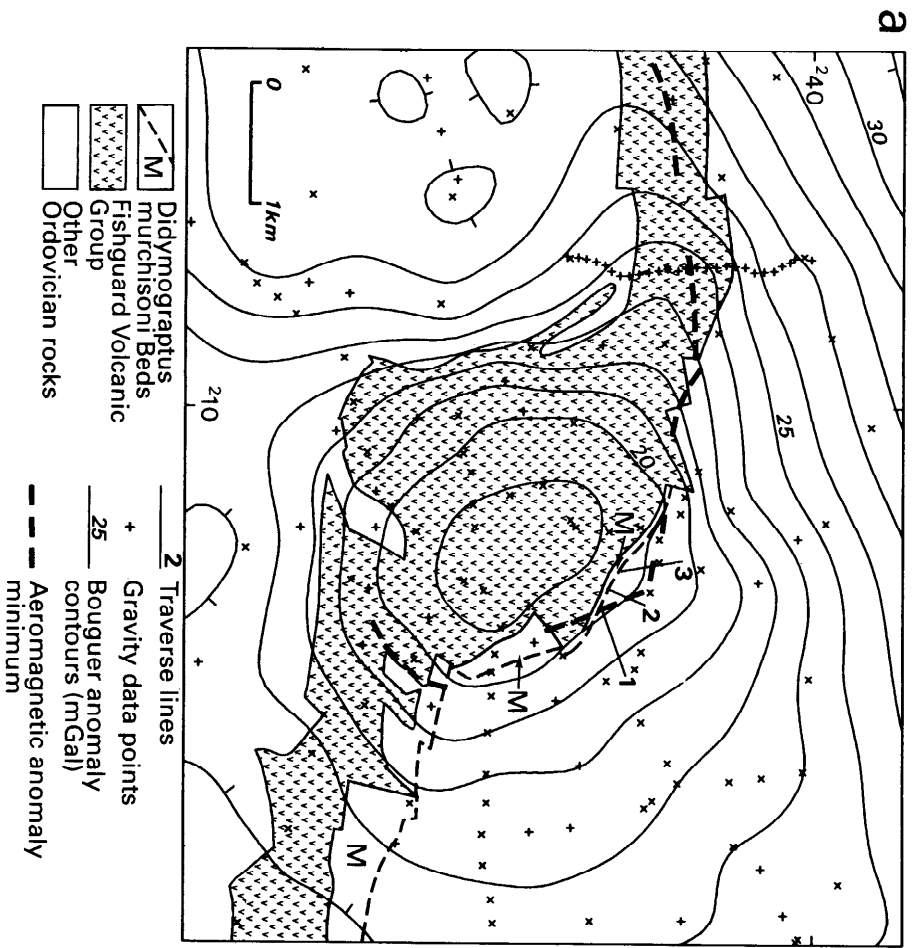 a
²40
30
25
20
M
3
2
1
M
M
²10
0 1km
M
Didymograptus
murchisoni Beds
Fishguard Volcanic
Group
Other
Ordovician rocks
2 Traverse lines
+ Gravity data points
25 Bouguer anomaly
contours (mGal)
Aeromagnetic anomaly
minimum